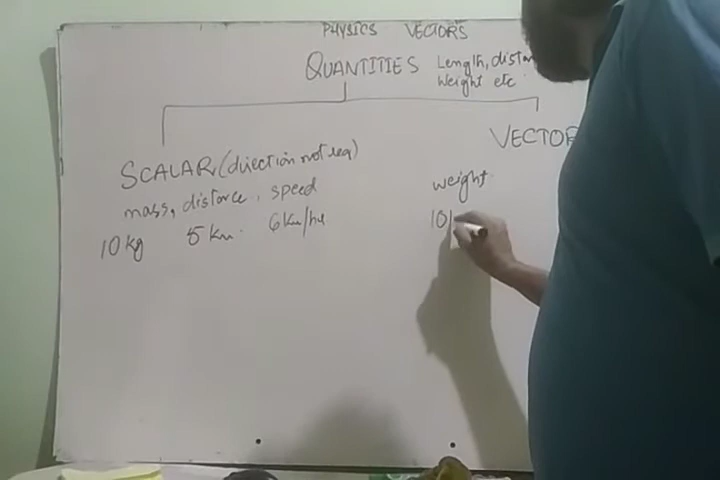 PHYSICS VECTORS
QUANTITIES Length, distan
Weight etc.
VECTOR
SCALAR (direction not req)
weight
mass, distance, speed
10 kg 5 km. 6 km/hr
10